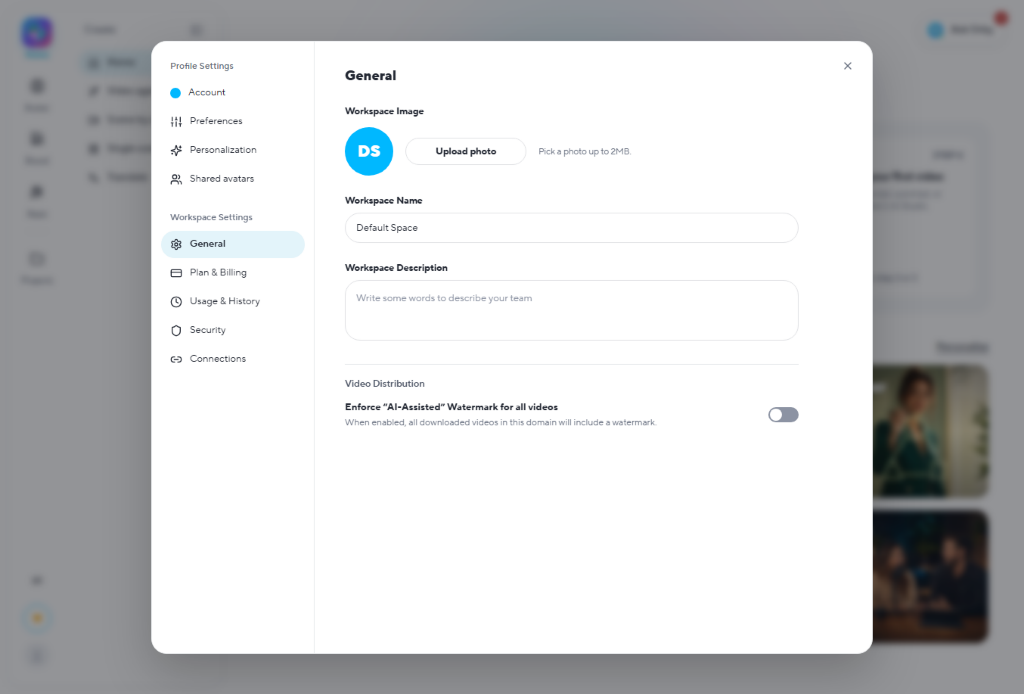 Profile Settings
Account
Preferences
Personalization
Shared avatars
Workspace Settings
General
Plan & Billing
Usage & History
Security
Connections
General
Workspace Image
DS
Upload photo
Pick a photo up to 2MB.
Workspace Name
Default Space
Workspace Description
Write some words to describe your team
Video Distribution
Enforce “AI-Assisted” Watermark for all videos
When enabled, all downloaded videos in this domain will include a watermark.